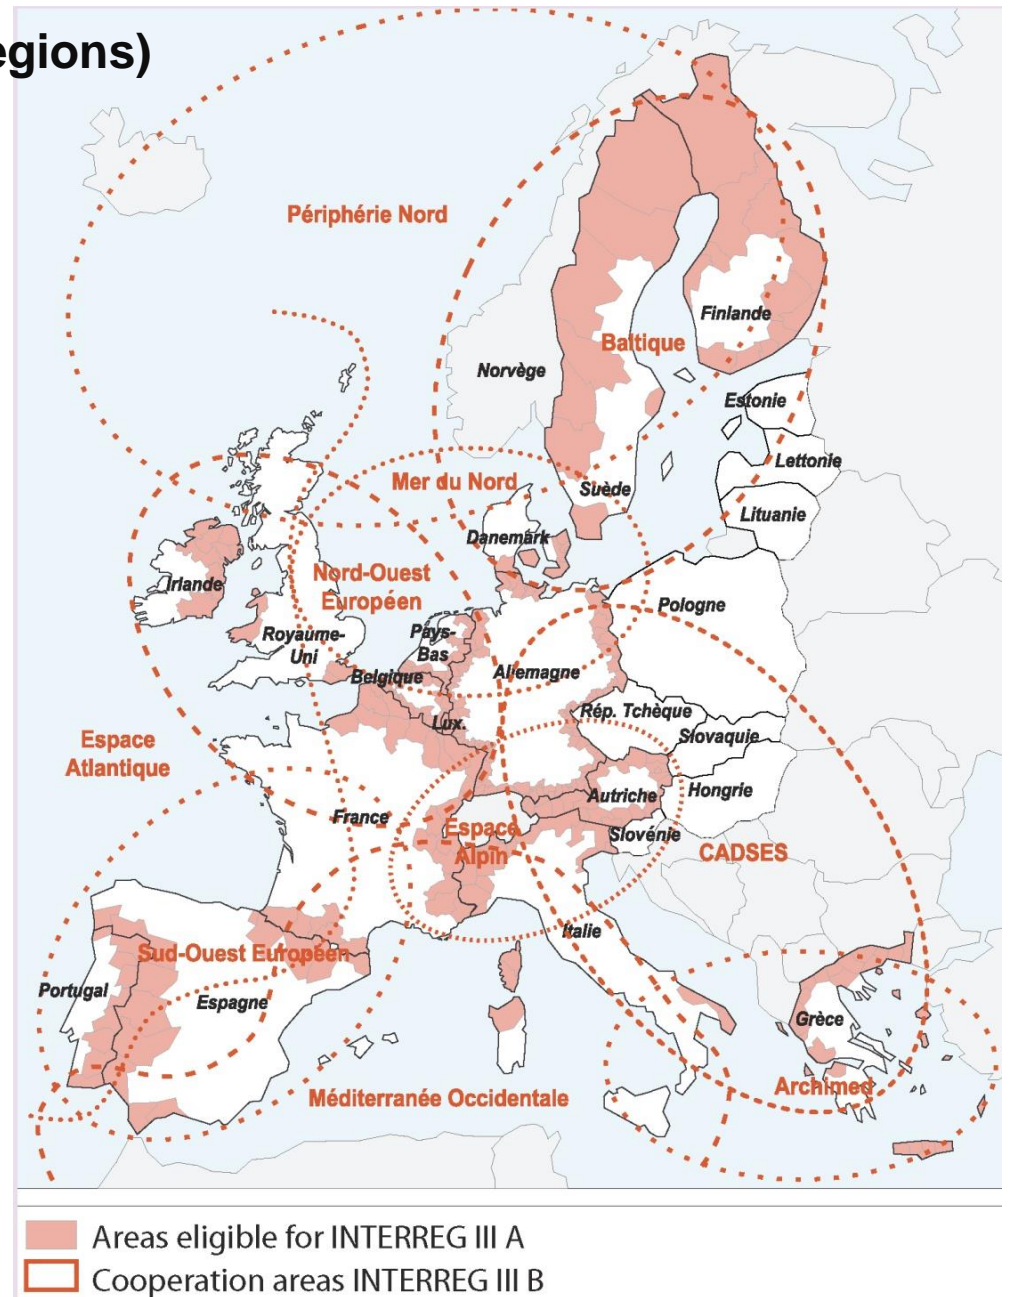 egions)
Périphérie Nord
Finlande
Baltique
Norvège
Estonie
Lettonie
Mer du Nord
Suède
Lituanie
Danemark
Nord-Ouest
Européen
Irlande
Pologne
Royaume-
Uni
Pays-
Bas
Belgique
Allemagne
Lux.
Rép. Tchèque
Slovaquie
Espace
Atlantique
Hongrie
Autriche
France
Espace
Alpin
Slovénie
CADSES
Italie
Sud-Ouest Européen
Portugal
Espagne
Grèce
Archimed
Méditerranée Occidentale
Areas eligible for INTERREG III A
Cooperation areas INTERREG III B